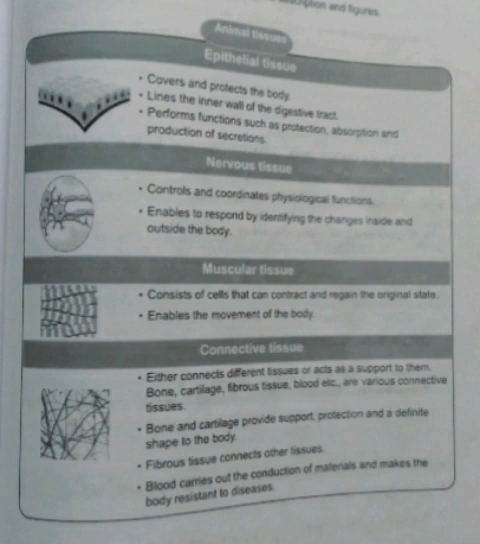 description and figures.
Animal tissues
Epithelial tissue
• Covers and protects the body.
• Lines the inner wall of the digestive tract.
• Performs functions such as protection, absorption and
production of secretions.
Nervous tissue
• Controls and coordinates physiological functions.
• Enables to respond by identifying the changes inside and
outside the body.
Muscular tissue
• Consists of cells that can contract and regain the original state.
• Enables the movement of the body.
Connective tissue
• Either connects different tissues or acts as a support to them.
Bone, cartilage, fibrous tissue, blood etc., are various connective
tissues.
• Bone and cartilage provide support, protection and a definite
shape to the body.
• Fibrous tissue connects other tissues.
• Blood carries out the conduction of materials and makes the
body resistant to diseases.